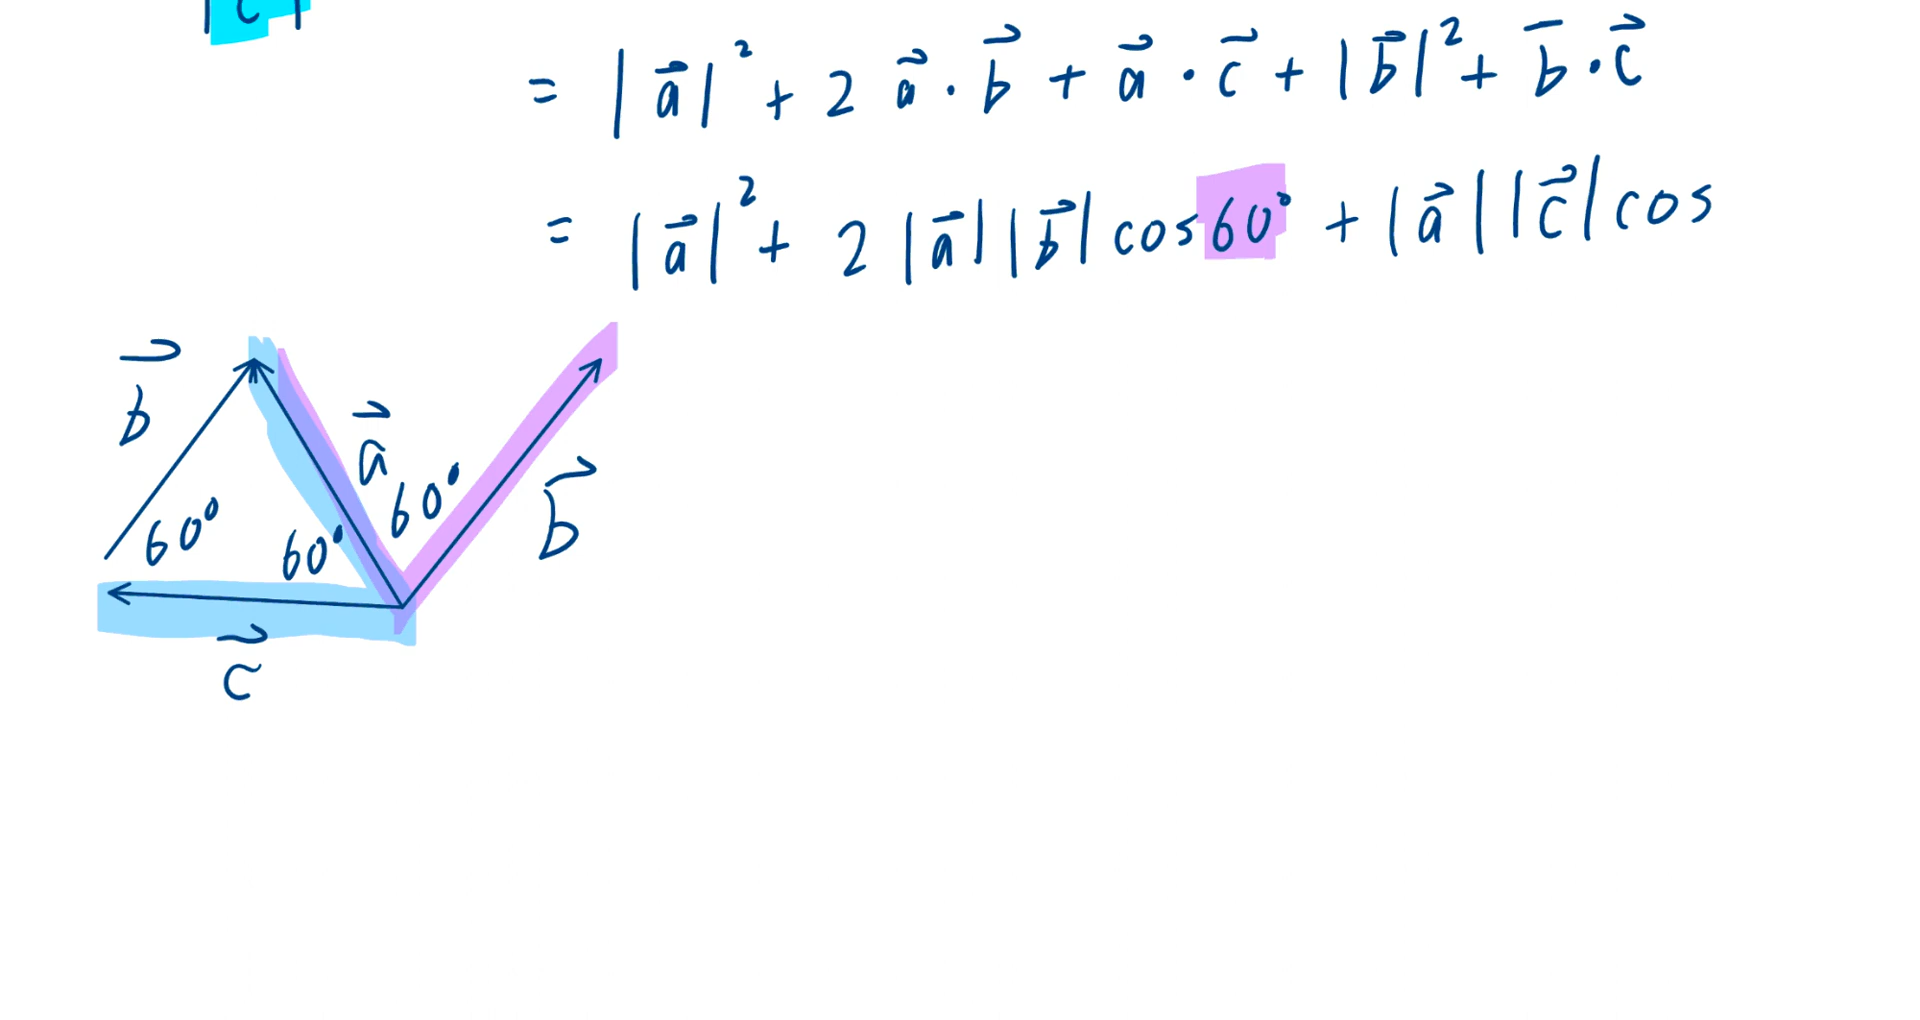 |c|
= |a⃗|² + 2 a⃗ · b⃗ + a⃗ · c⃗ + |b⃗|² + b̅ · c⃗
= |a⃗|² + 2 |a⃗| |b⃗| cos 60° + |a⃗| |c⃗| cos
b⃗
a⃗
60°
b⃗
60°
60°
c⃗